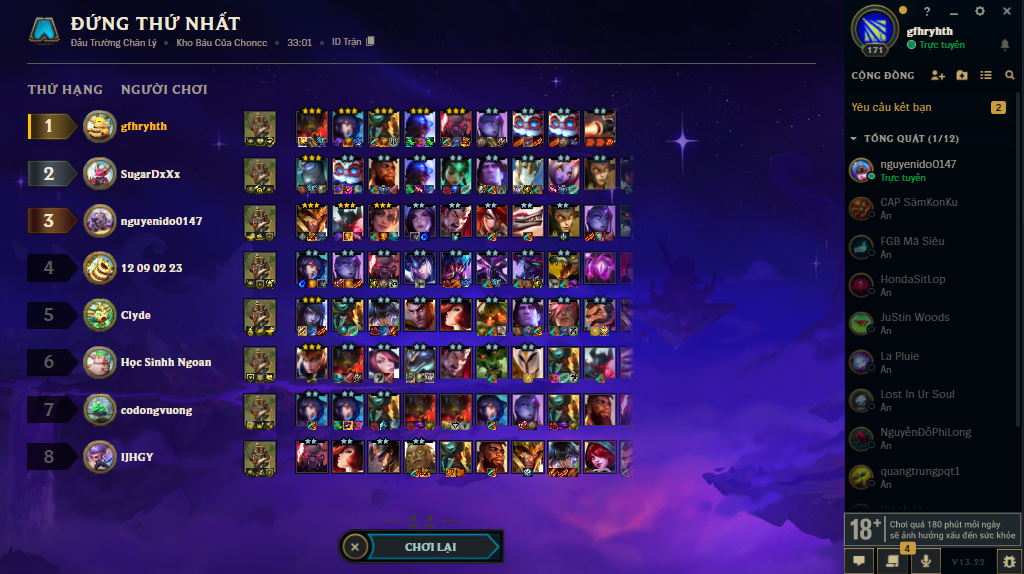 ĐỨNG THỨ NHẤT
Đấu Trường Chân Lý • Kho Báu Của Choncc • 33:01 • ID Trận
THỨ HẠNG NGƯỜI CHƠI
1 gfhryhth
2 SugarDxXx
3 nguyenido0147
4 12 09 02 23
5 Clyde
6 Học Sinhh Ngoan
7 codongvuong
8 IJHGY
CHƠI LẠI
171
gfhryhth
Trực tuyến
CỘNG ĐỒNG
Yêu cầu kết bạn 2
TỔNG QUÁT (1/12)
nguyenido0147
Trực tuyến
CAP SâmKonKu
Ẩn
FGB Mã Siêu
Ẩn
HondaSitLop
Ẩn
JuStin Woods
Ẩn
La Pluie
Ẩn
Lost In Ur Soul
Ẩn
NguyễnĐỗPhiLong
Ẩn
quangtrungpqt1
Ẩn
18+ Chơi quá 180 phút mỗi ngày
sẽ ảnh hưởng xấu đến sức khỏe
4
V13.22